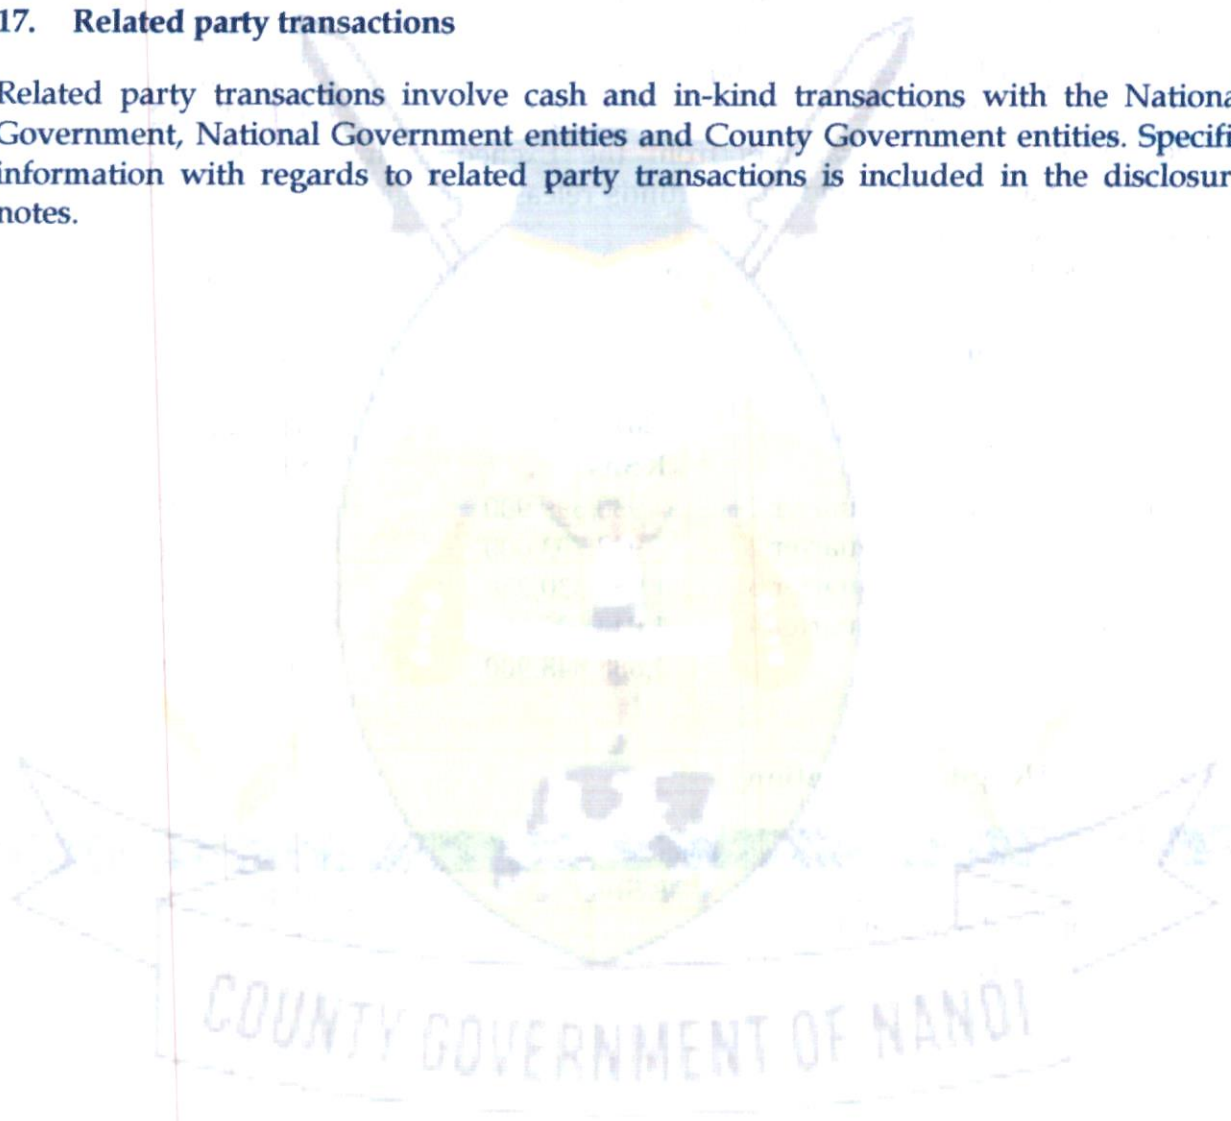 17. Related party transactions
Related party transactions involve cash and in-kind transactions with the Nationa
Government, National Government entities and County Government entities. Specifi
information with regards to related party transactions is included in the disclosur
notes.
COUNTY GOVERNMENT OF NANDI